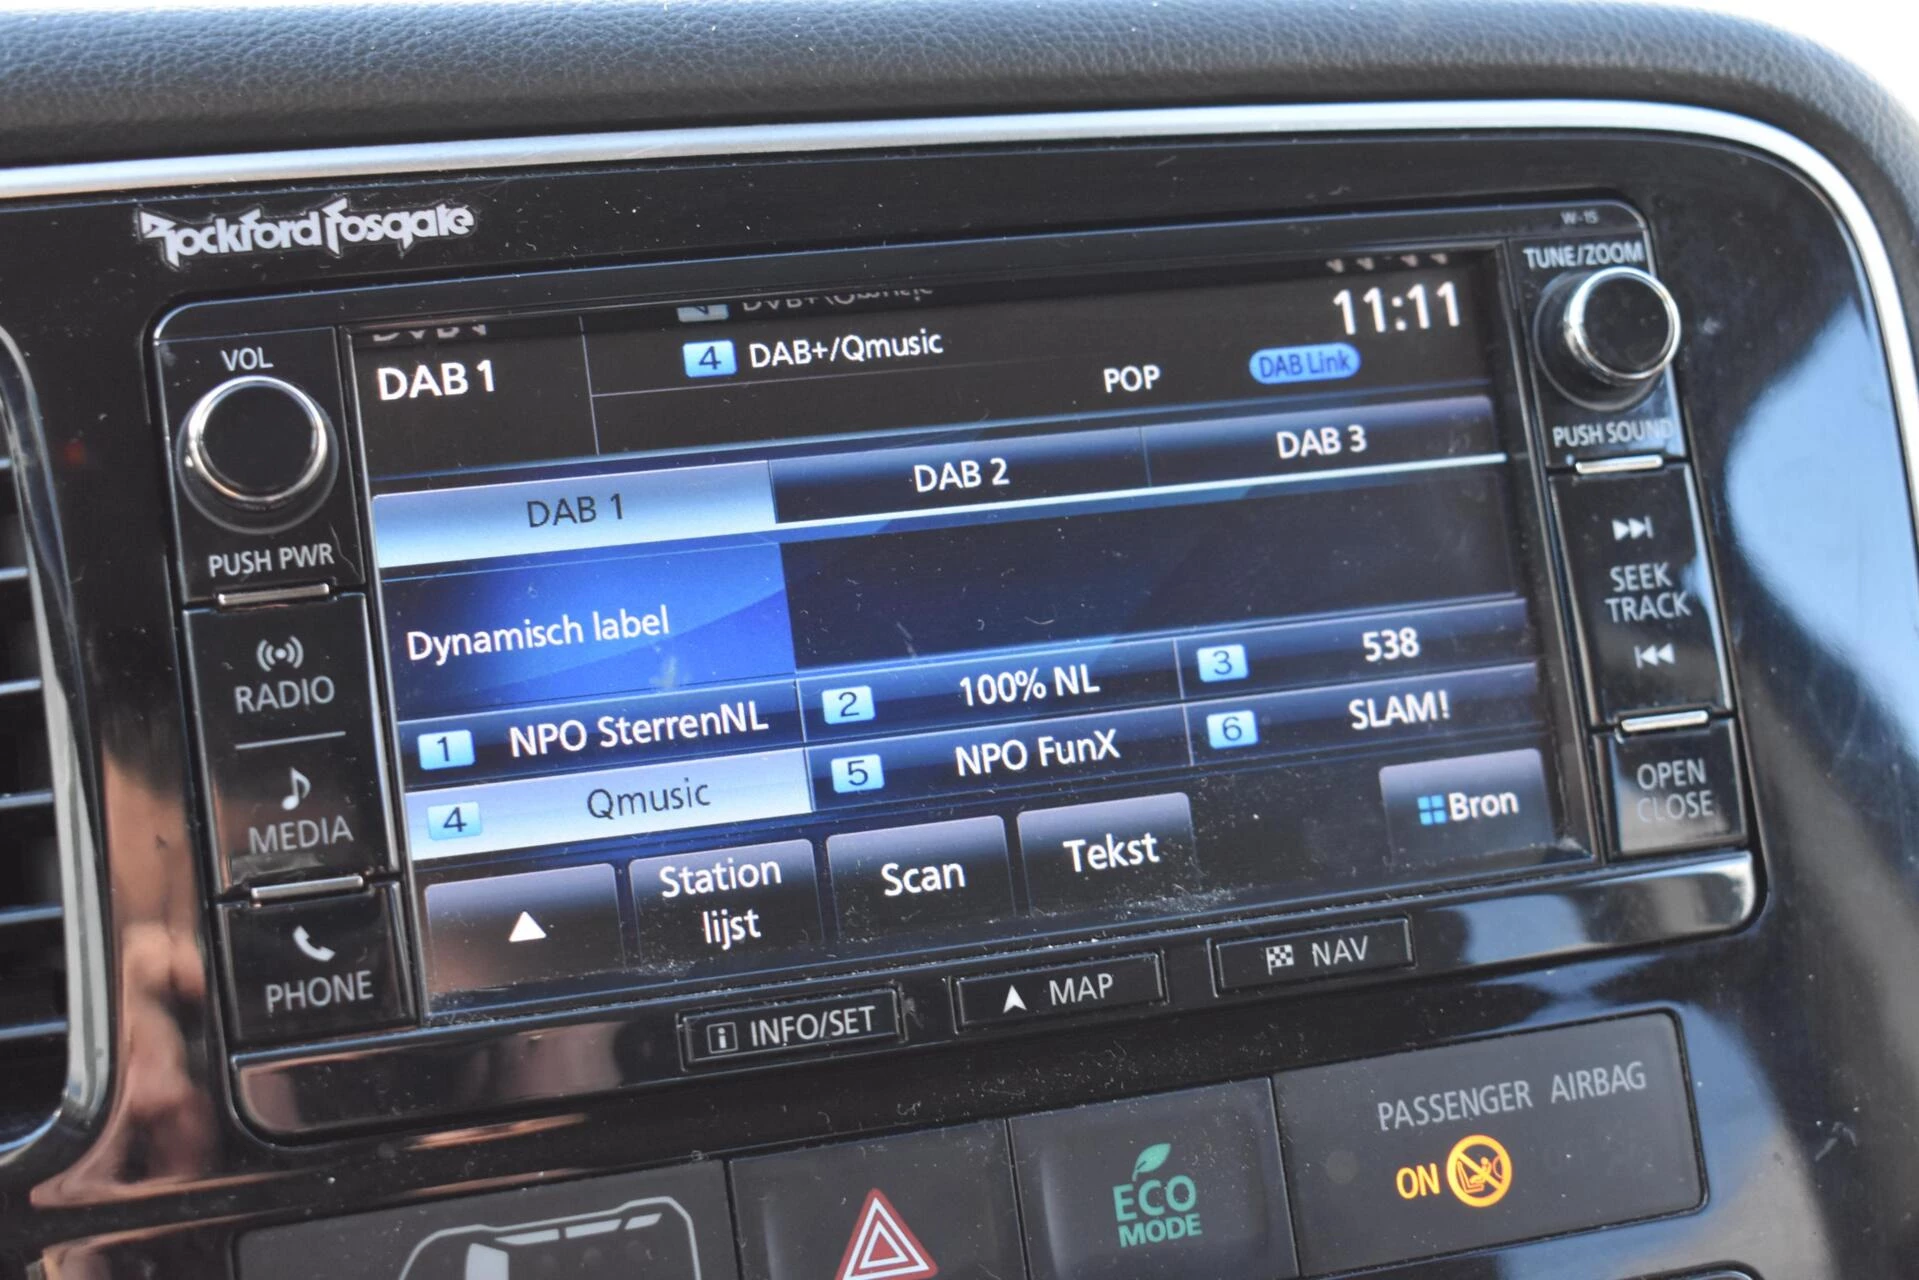 Rockford Fosgate
W-15
VOL
TUNE/ZOOM
DAB 1
4 DAB+/Qmusic
11:11
POP
DAB Link
PUSH PWR
PUSH SOUND
DAB 1
DAB 2
DAB 3
Dynamisch label
1 NPO SterrenNL
2 100% NL
3 538
4 Qmusic
5 NPO FunX
6 SLAM!
Station
lijst
Scan
Tekst
Bron
RADIO
MEDIA
PHONE
SEEK
TRACK
OPEN
CLOSE
i INFO/SET
MAP
NAV
ECO
MODE
PASSENGER AIRBAG
ON